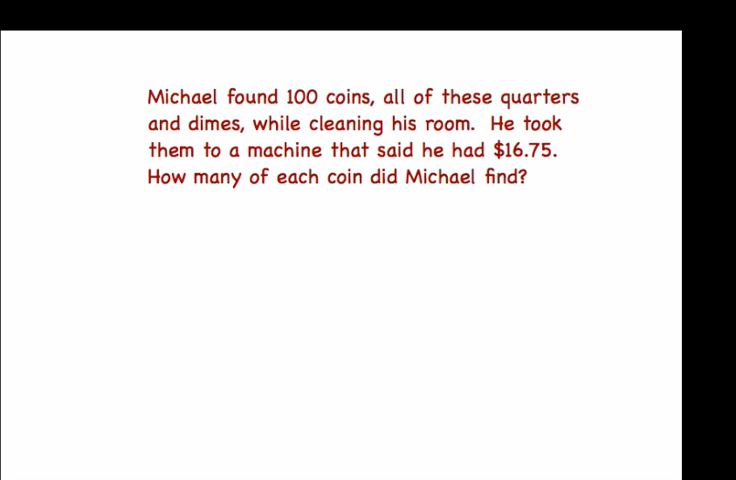 Michael found 100 coins, all of these quarters
and dimes, while cleaning his room.  He took
them to a machine that said he had $16.75.
How many of each coin did Michael find?